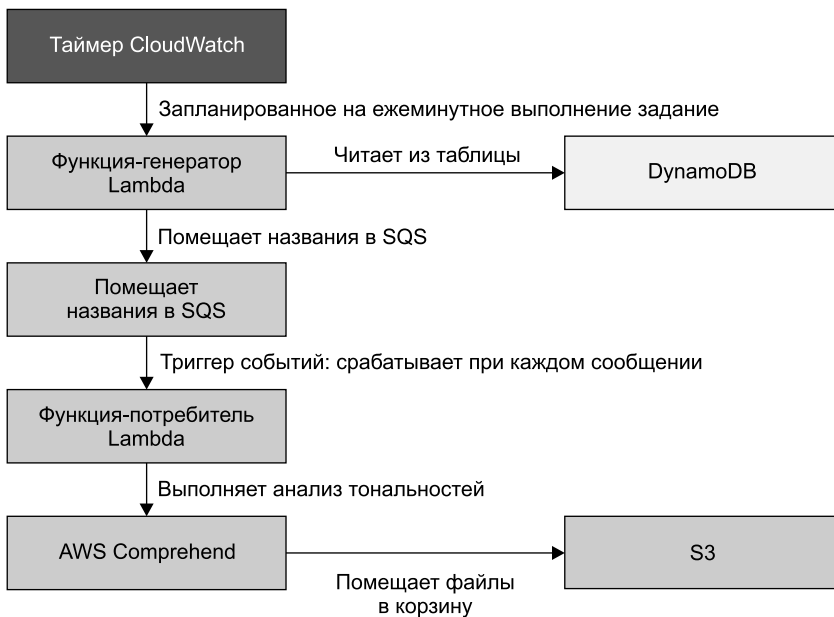 Таймер CloudWatch
Запланированное на ежеминутное выполнение задание
Функция-генератор
Lambda
Читает из таблицы
DynamoDB
Помещает названия в SQS
Помещает
названия в SQS
Триггер событий: срабатывает при каждом сообщении
Функция-потребитель
Lambda
Выполняет анализ тональностей
AWS Comprehend
S3
Помещает файлы
в корзину